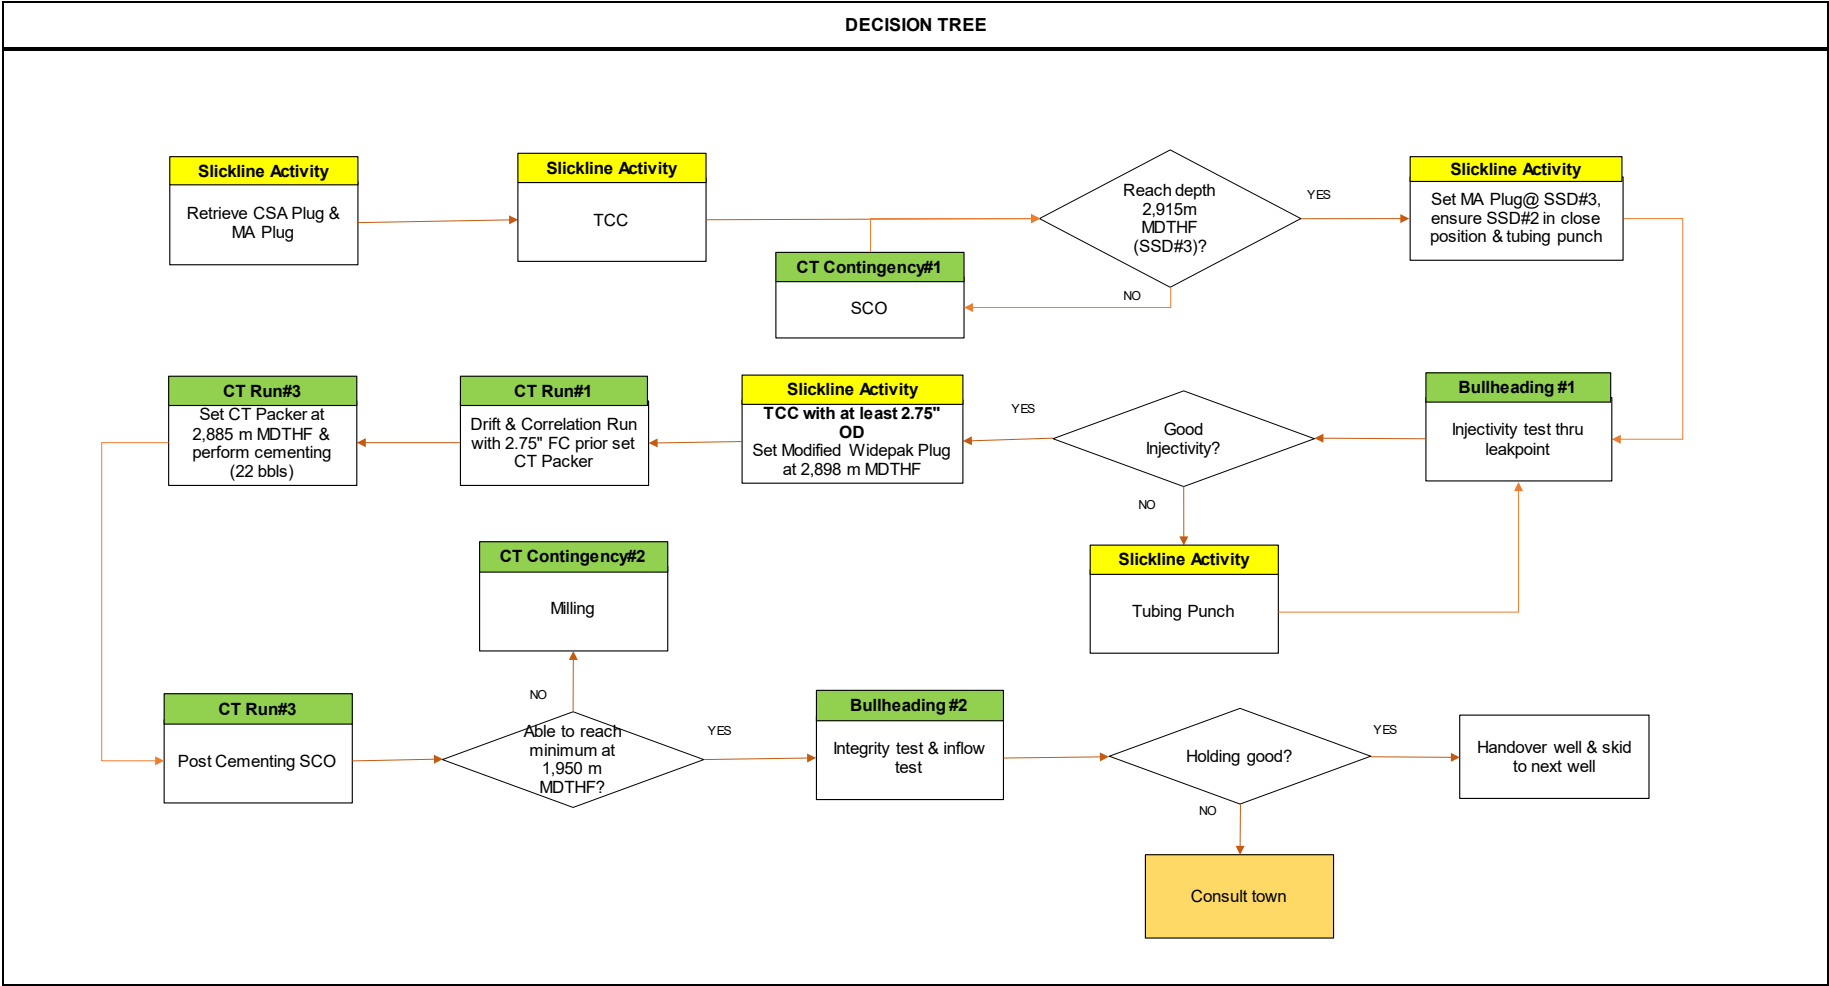 DECISION TREE
Slickline Activity
Retrieve CSA Plug &
MA Plug
Slickline Activity
TCC
Reach depth
2,915m
MDTHF
(SSD#3)?
YES
NO
CT Contingency#1
SCO
Slickline Activity
Set MA Plug@ SSD#3,
ensure SSD#2 in close
position & tubing punch
Bullheading #1
Injectivity test thru
leakpoint
Good
Injectivity?
YES
NO
Slickline Activity
TCC with at least 2.75"
OD
Set Modified Widepak Plug
at 2,898 m MDTHF
CT Run#1
Drift & Correlation Run
with 2.75" FC prior set
CT Packer
CT Run#3
Set CT Packer at
2,885 m MDTHF &
perform cementing
(22 bbls)
Slickline Activity
Tubing Punch
CT Contingency#2
Milling
NO
CT Run#3
Post Cementing SCO
Able to reach
minimum at
1,950 m
MDTHF?
YES
Bullheading #2
Integrity test & inflow
test
Holding good?
YES
NO
Handover well & skid
to next well
Consult town